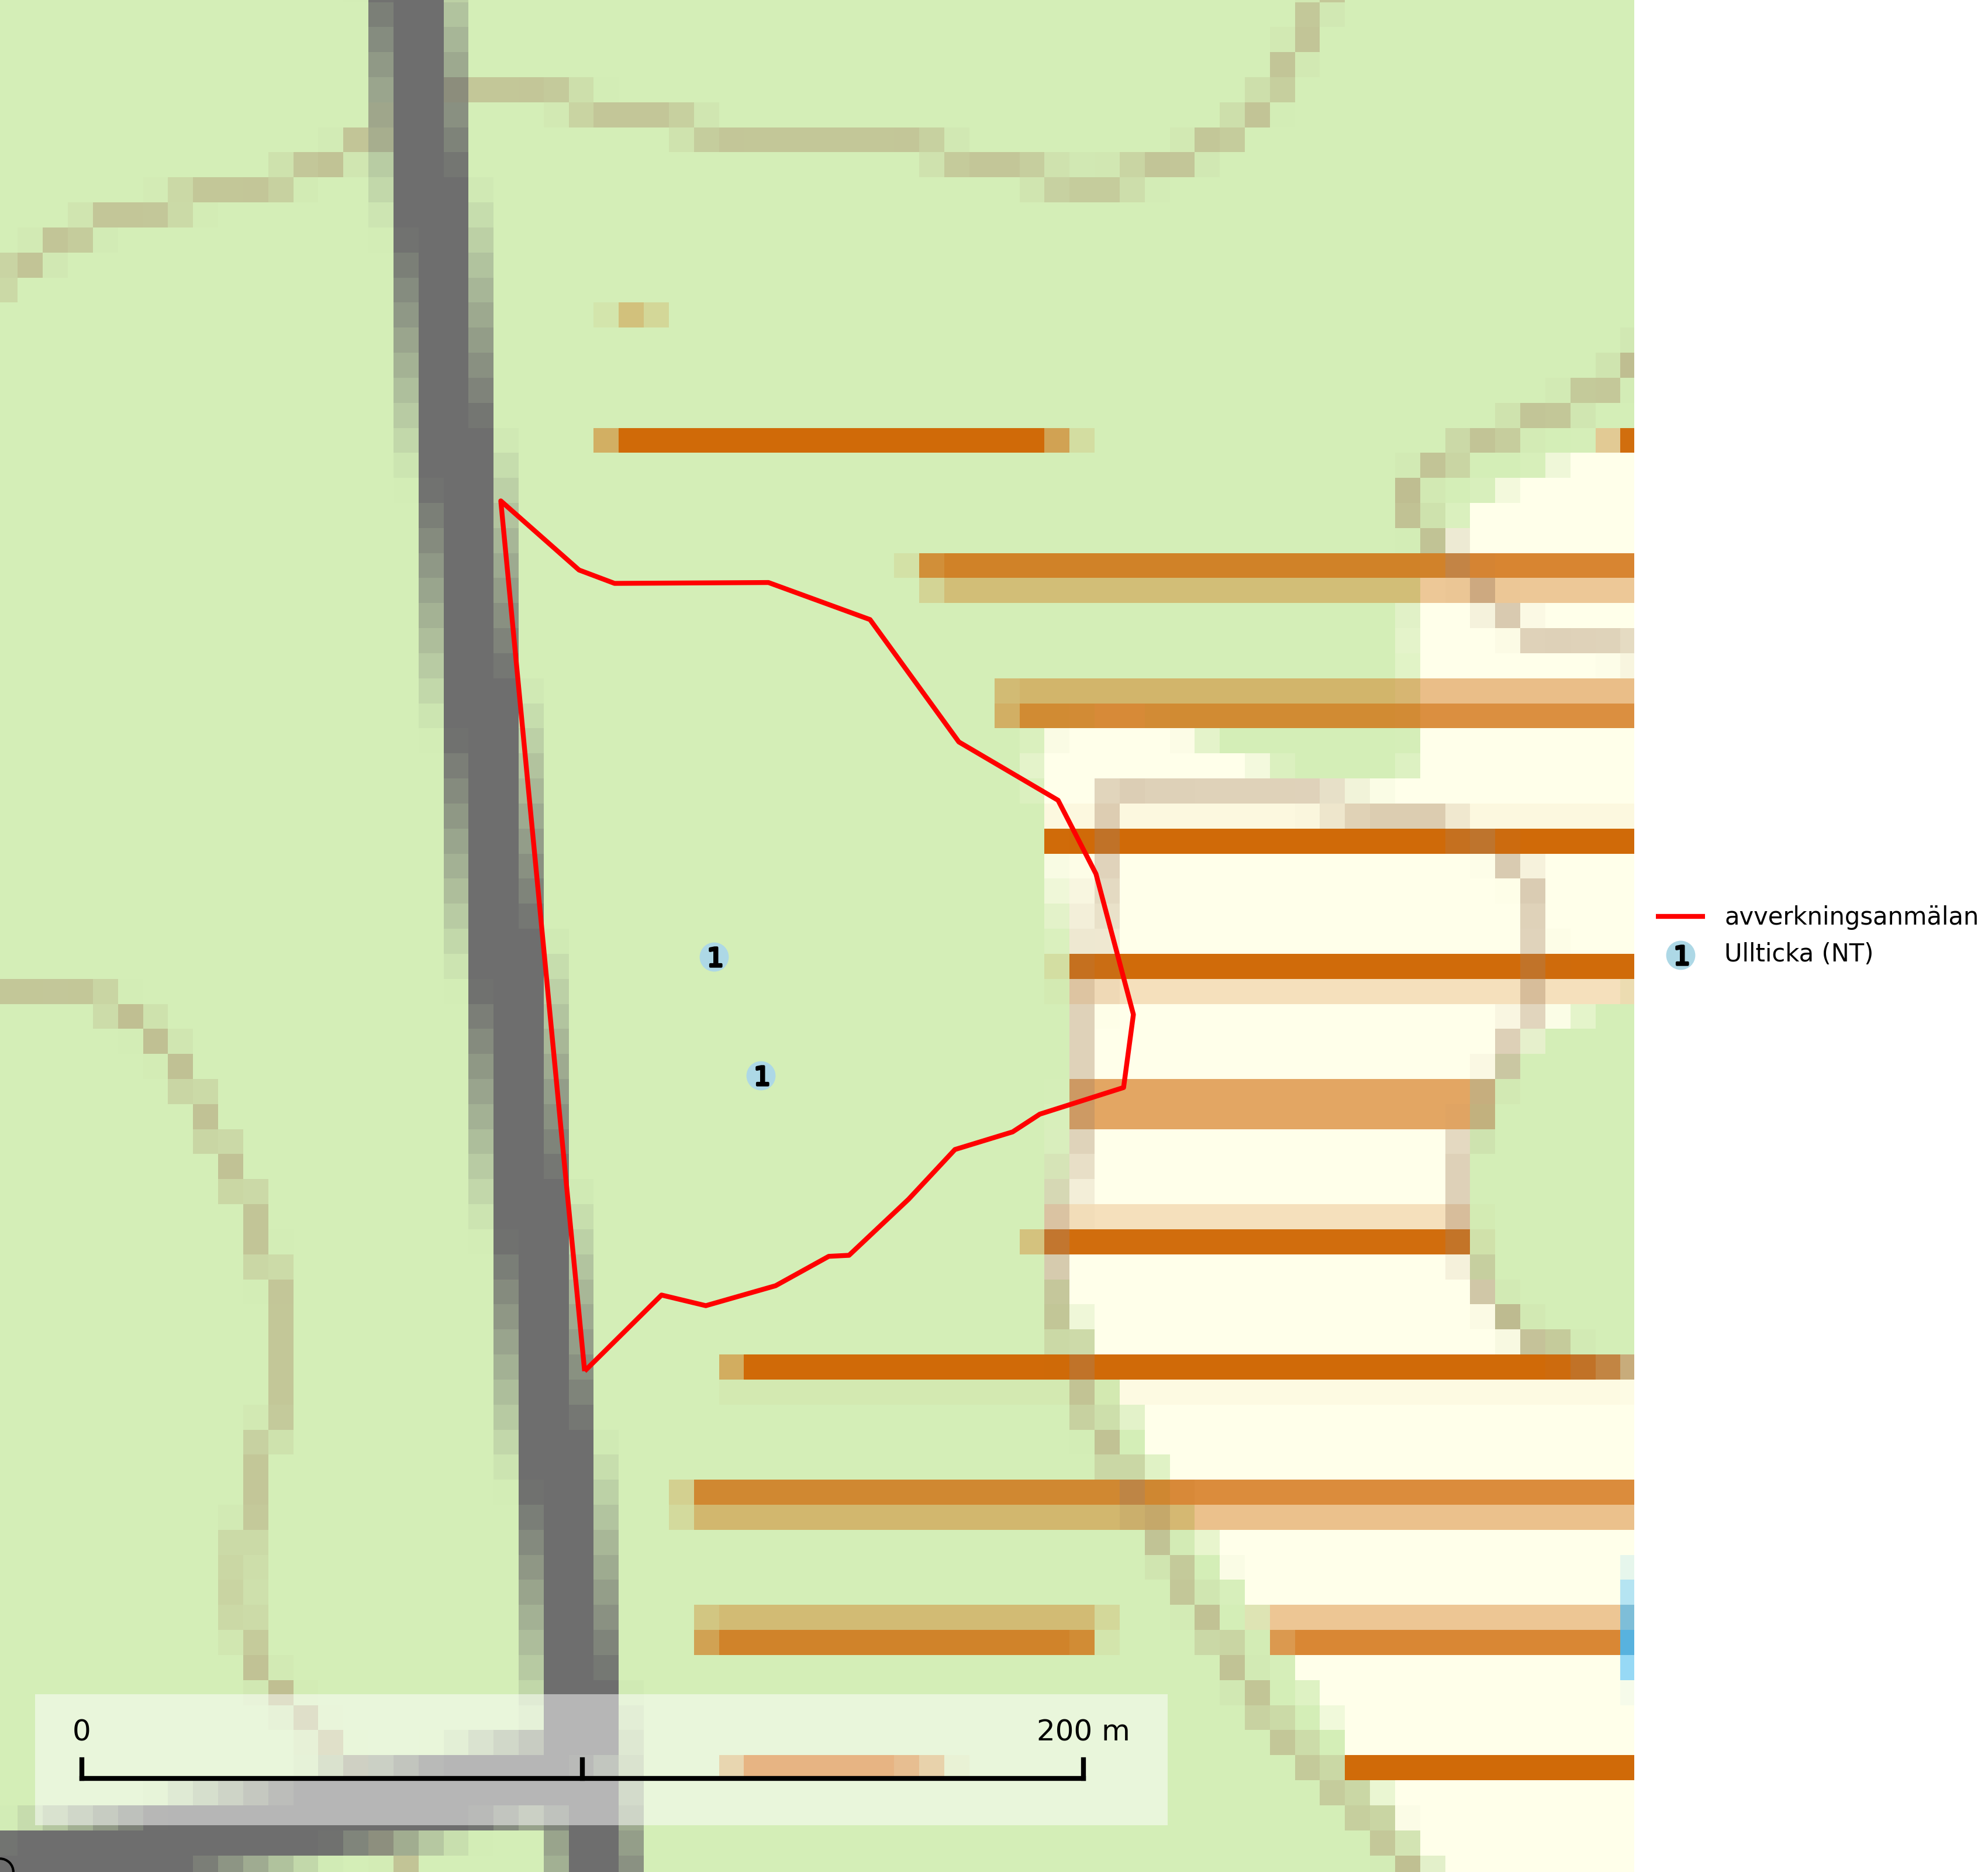 avverkningsanmälan
1 Ullticka (NT)
1
1
0 200 m